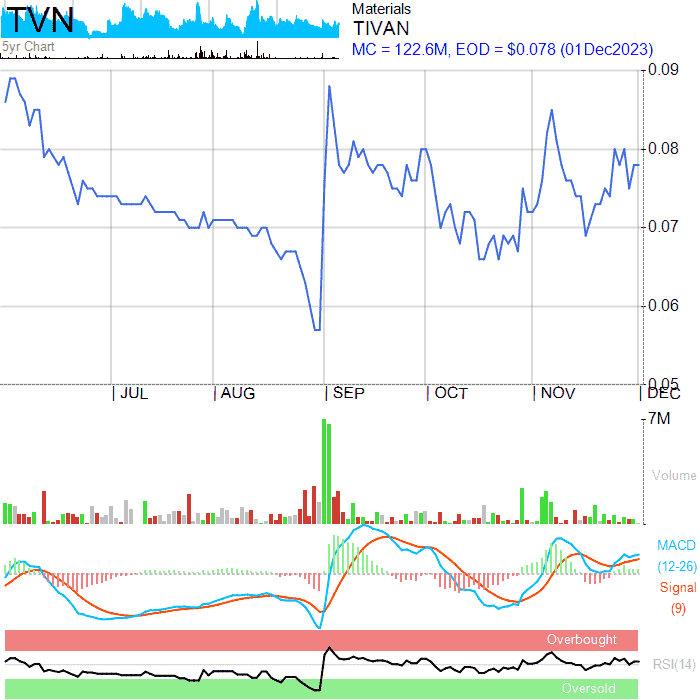 TVN
5yr Chart
Materials
TIVAN
MC = 122.6M, EOD = $0.078 (01Dec2023)
0.09
0.08
0.07
0.06
0.05
JUL AUG SEP OCT NOV DEC
7M
Volume
MACD
(12-26)
Signal
(9)
Overbought
RSI(14)
Oversold